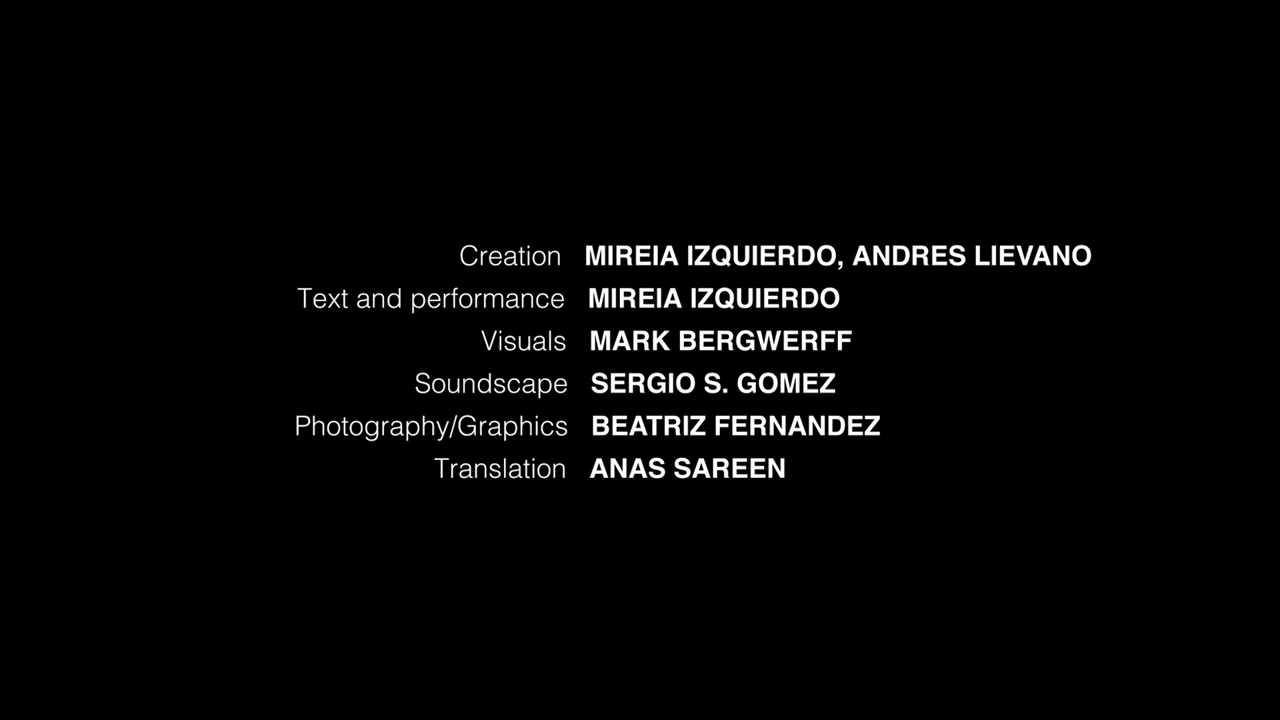 Creation MIREIA IZQUIERDO, ANDRES LIEVANO
Text and performance MIREIA IZQUIERDO
Visuals MARK BERGWERFF
Soundscape SERGIO S. GOMEZ
Photography/Graphics BEATRIZ FERNANDEZ
Translation ANAS SAREEN